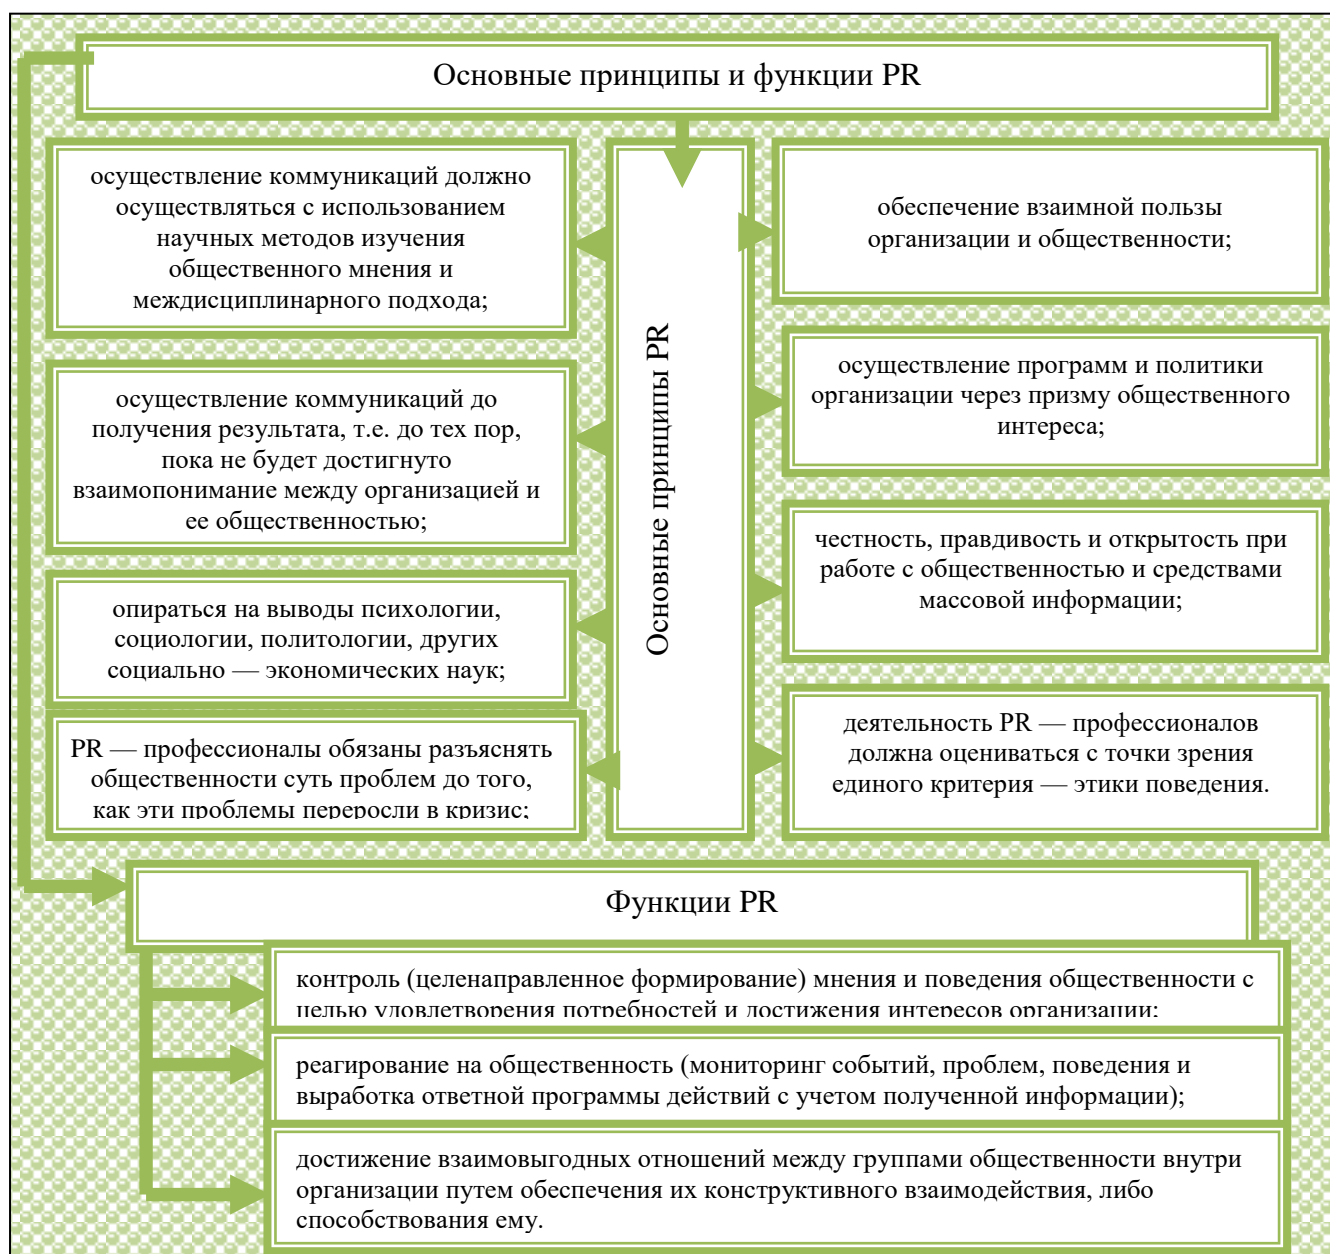 Основные принципы и функции PR
осуществление коммуникаций должно
осуществляться с использованием
научных методов изучения
общественного мнения и
междисциплинарного подхода;
осуществление коммуникаций до
получения результата, т.е. до тех пор,
пока не будет достигнуто
взаимопонимание между организацией и
ее общественностью;
опираться на выводы психологии,
социологии, политологии, других
социально — экономических наук;
PR — профессионалы обязаны разъяснять
общественности суть проблем до того,
как эти проблемы переросли в кризис;
Основные принципы PR
обеспечение взаимной пользы
организации и общественности;
осуществление программ и политики
организации через призму общественного
интереса;
честность, правдивость и открытость при
работе с общественностью и средствами
массовой информации;
деятельность PR — профессионалов
должна оцениваться с точки зрения
единого критерия — этики поведения.
Функции PR
контроль (целенаправленное формирование) мнения и поведения общественности с
целью удовлетворения потребностей и достижения интересов организации;
реагирование на общественность (мониторинг событий, проблем, поведения и
выработка ответной программы действий с учетом полученной информации);
достижение взаимовыгодных отношений между группами общественности внутри
организации путем обеспечения их конструктивного взаимодействия, либо
способствования ему.